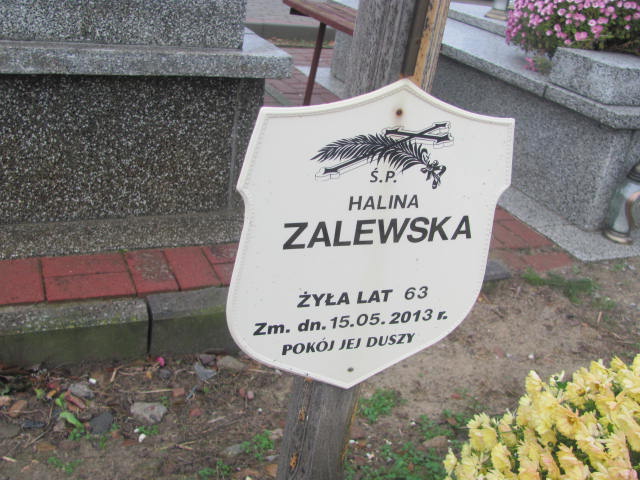 Ś.P.
HALINA
ZALEWSKA
ŻYŁA LAT 63
Zm. dn. 15.05.2013 r.
POKÓJ JEJ DUSZY